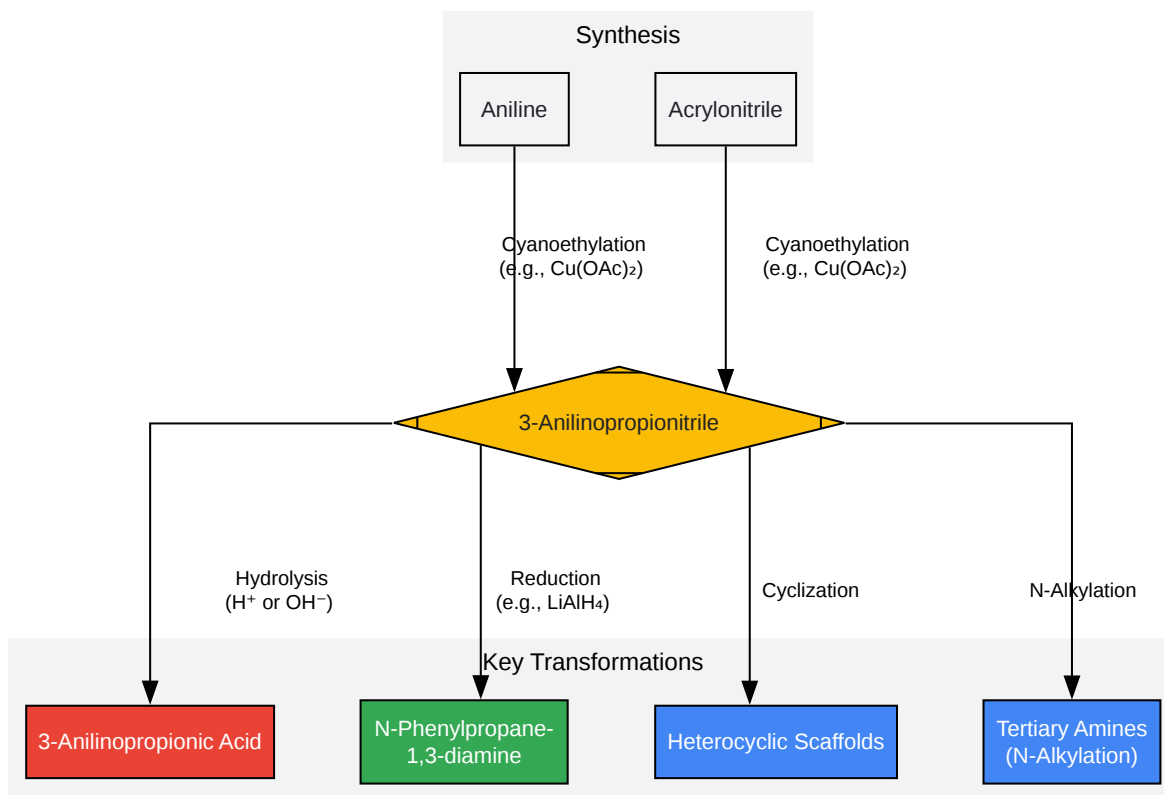 Synthesis
Aniline
Acrylonitrile
Cyanoethylation
(e.g., Cu(OAc)₂)
Cyanoethylation
(e.g., Cu(OAc)₂)
3-Anilinopropionitrile
Hydrolysis
(H⁺ or OH⁻)
Reduction
(e.g., LiAlH₄)
Cyclization
N-Alkylation
Key Transformations
3-Anilinopropionic Acid
N-Phenylpropane-
1,3-diamine
Heterocyclic Scaffolds
Tertiary Amines
(N-Alkylation)